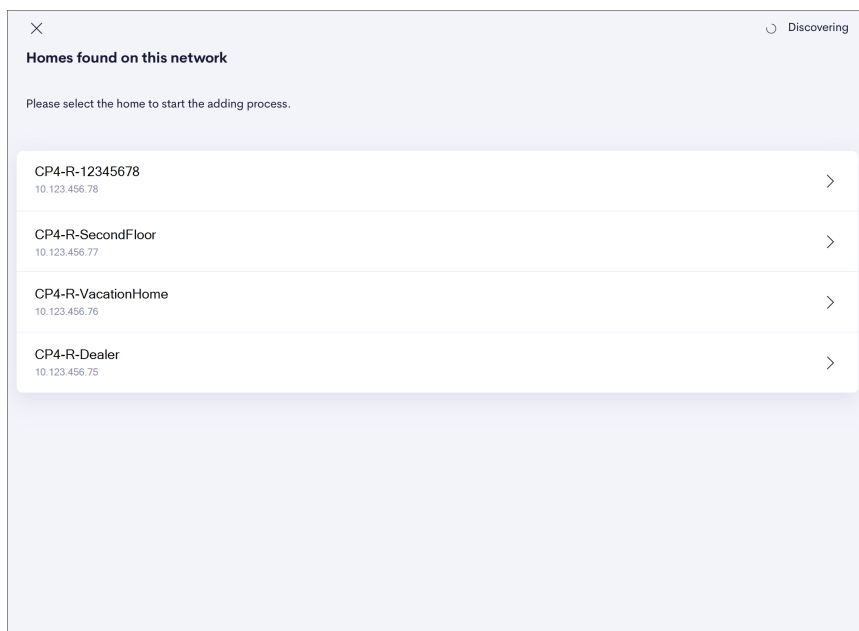 Discovering
Homes found on this network
Please select the home to start the adding process.
CP4-R-12345678
10.123.456.78
CP4-R-SecondFloor
10.123.456.77
CP4-R-VacationHome
10.123.456.76
CP4-R-Dealer
10.123.456.75